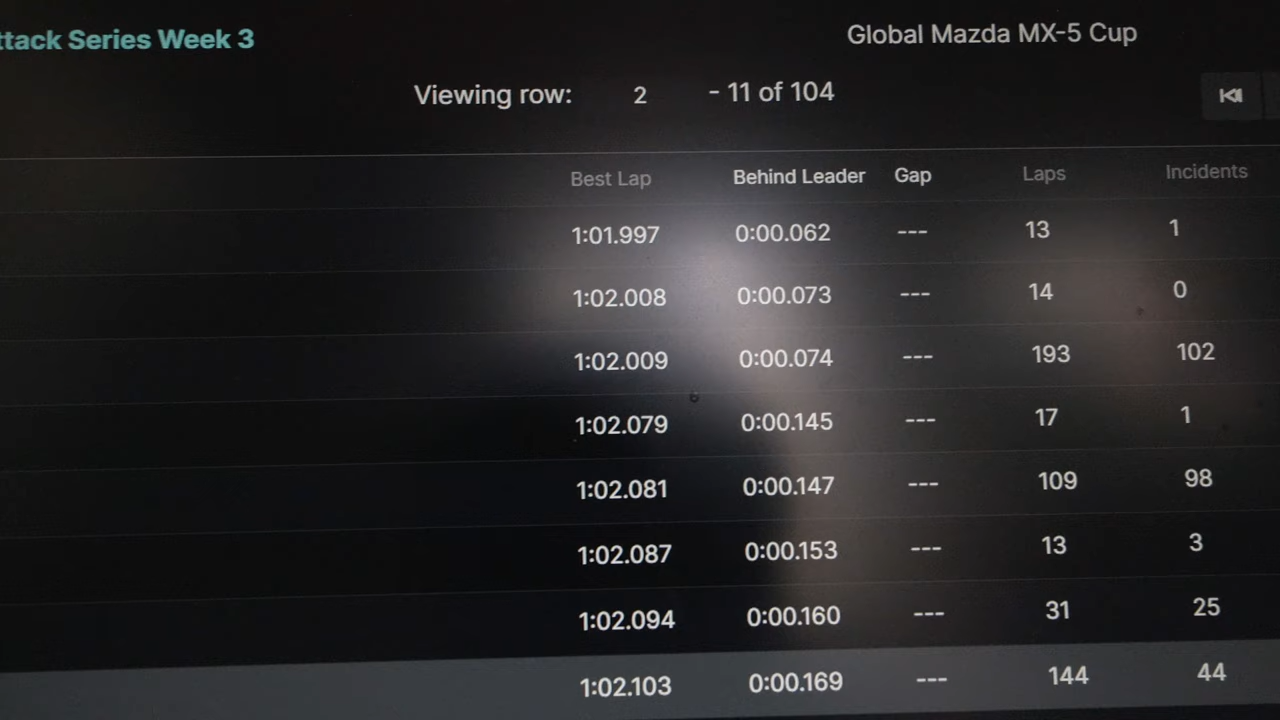 ttack Series Week 3 Global Mazda MX-5 Cup
Viewing row: 2 - 11 of 104
Best Lap Behind Leader Gap Laps Incidents
1:01.997 0:00.062 --- 13 1
1:02.008 0:00.073 --- 14 0
1:02.009 0:00.074 --- 193 102
1:02.079 0:00.145 --- 17 1
1:02.081 0:00.147 --- 109 98
1:02.087 0:00.153 --- 13 3
1:02.094 0:00.160 --- 31 25
1:02.103 0:00.169 --- 144 44